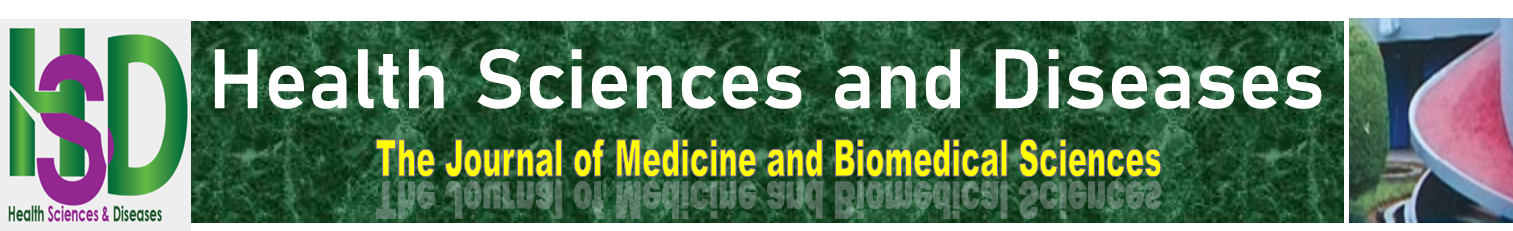 HSD
Health Sciences & Diseases
Health Sciences and Diseases
The Journal of Medicine and Biomedical Sciences